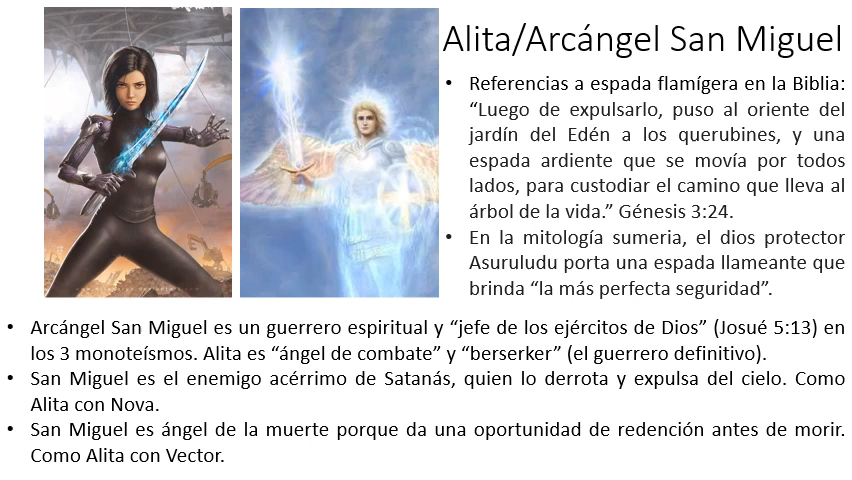 Alita/Arcángel San Miguel
• Referencias a espada flamígera en la Biblia:
“Luego de expulsarlo, puso al oriente del
jardín del Edén a los querubines, y una
espada ardiente que se movía por todos
lados, para custodiar el camino que lleva al
árbol de la vida.” Génesis 3:24.
• En la mitología sumeria, el dios protector
Asuruludu porta una espada llameante que
brinda “la más perfecta seguridad”.
• Arcángel San Miguel es un guerrero espiritual y “jefe de los ejércitos de Dios” (Josué 5:13) en
los 3 monoteísmos. Alita es “ángel de combate” y “berserker” (el guerrero definitivo).
• San Miguel es el enemigo acérrimo de Satanás, quien lo derrota y expulsa del cielo. Como
Alita con Nova.
• San Miguel es ángel de la muerte porque da una oportunidad de redención antes de morir.
Como Alita con Vector.